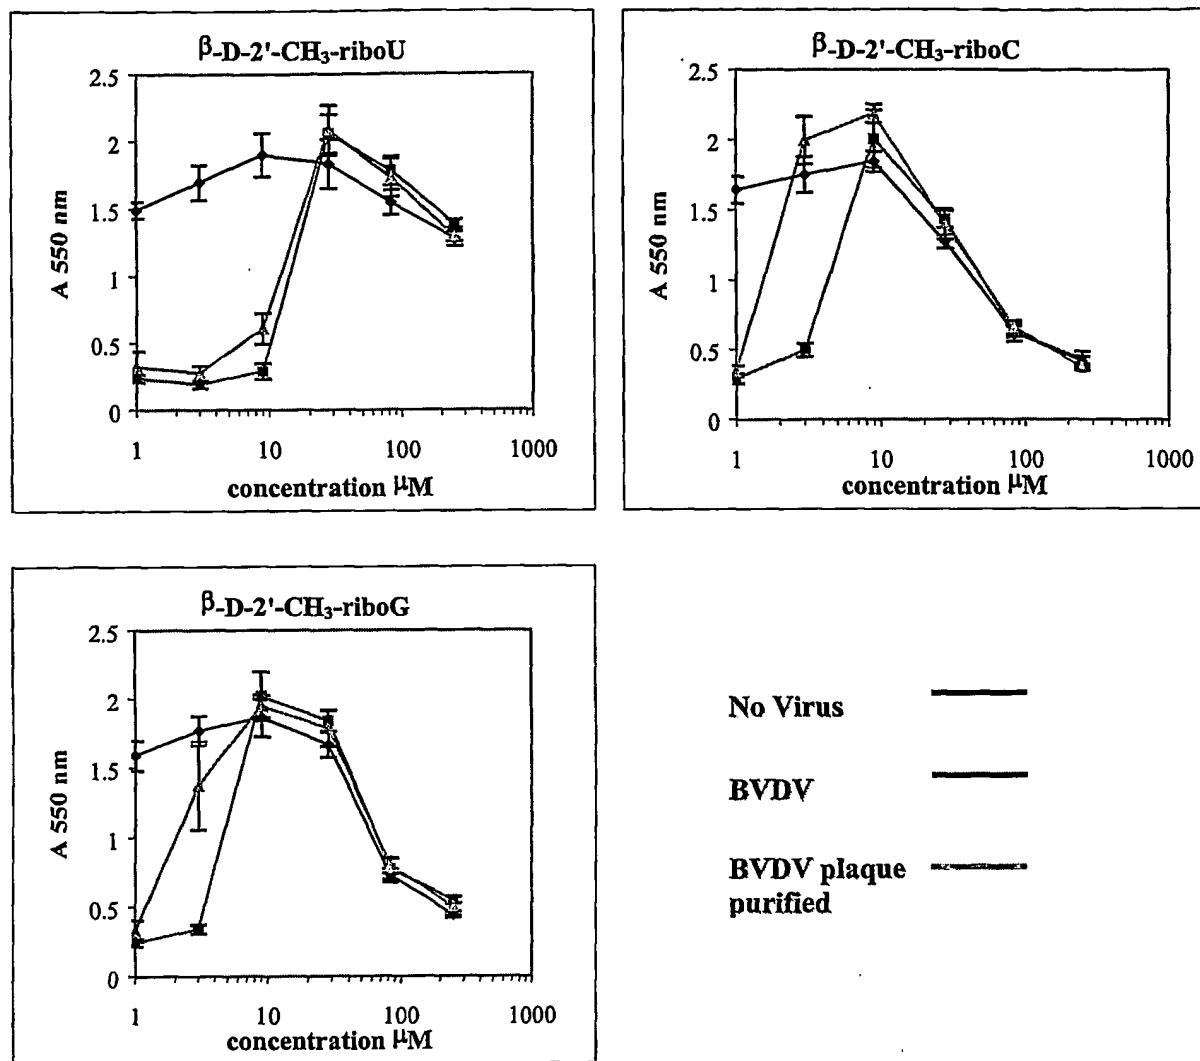 β-D-2'-CH₃-riboU
2.5
2
1.5
1
0.5
0
A 550 nm
1
10
100
1000
concentration µM
β-D-2'-CH₃-riboC
2.5
2
1.5
1
0.5
0
A 550 nm
1
10
100
1000
concentration µM
β-D-2'-CH₃-riboG
2.5
2
1.5
1
0.5
0
A 550 nm
1
10
100
1000
concentration µM
No Virus
BVDV
BVDV plaque
purified